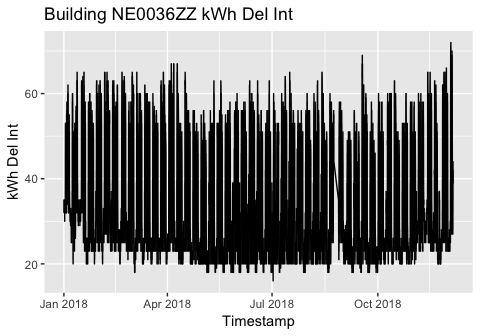 Building NE0036ZZ kWh Del Int
kWh Del Int
60
40
20
Jan 2018 Apr 2018 Jul 2018 Oct 2018
Timestamp